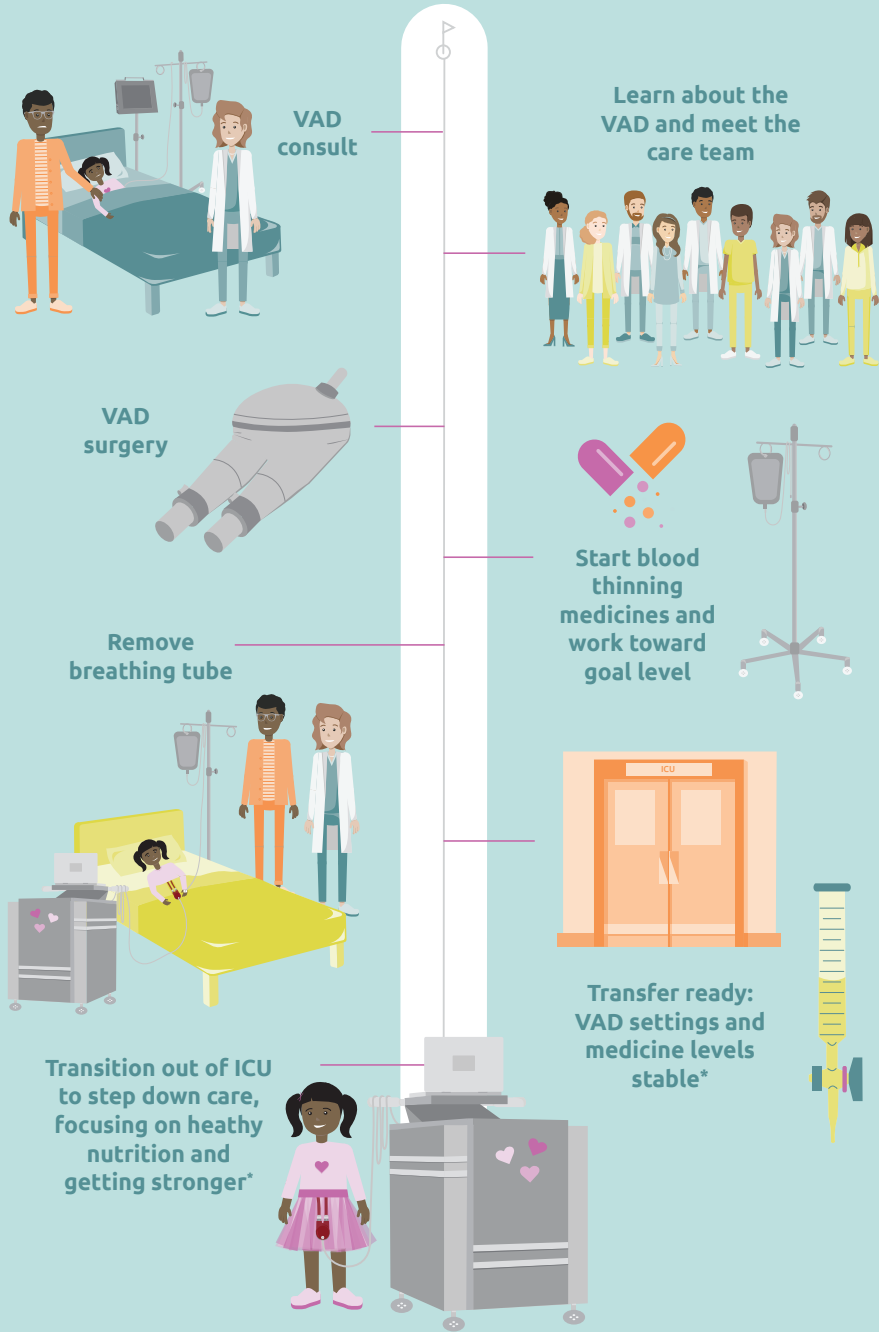 VAD
consult
Learn about the
VAD and meet the
care team
VAD
surgery
Start blood
thinning
medicines and
work toward
goal level
Remove
breathing tube
ICU
Transfer ready:
VAD settings and
medicine levels
stable*
Transition out of ICU
to step down care,
focusing on heathy
nutrition and
getting stronger*